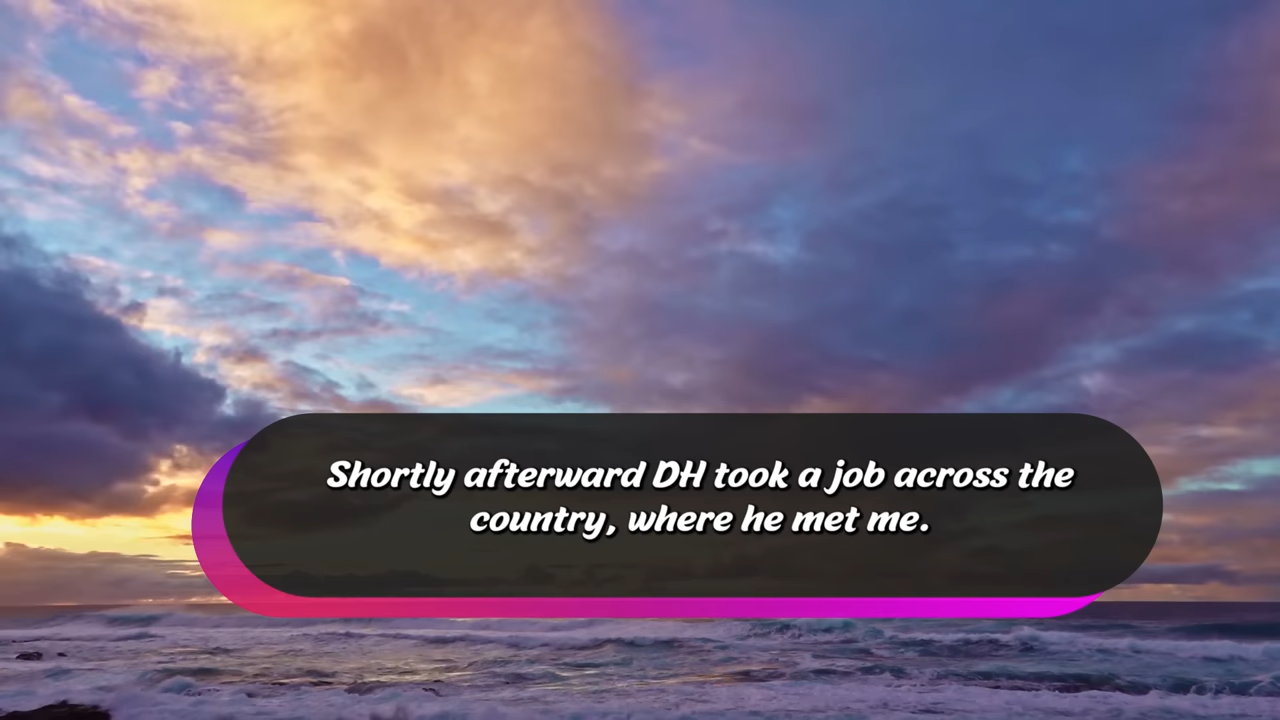 Shortly afterward DH took a job across the
country, where he met me.